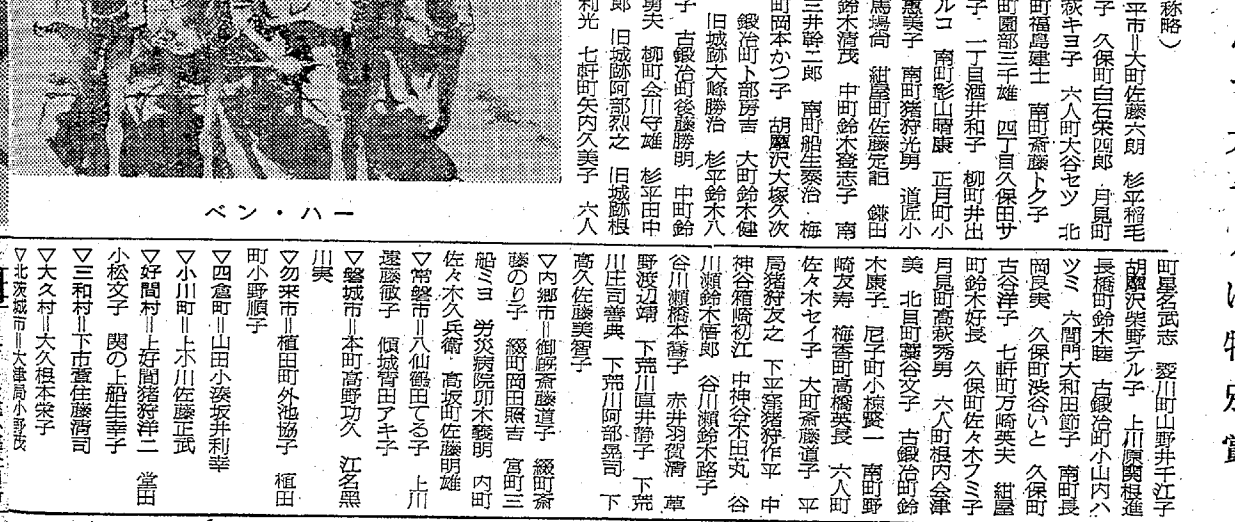 称略)
平市=大町佐藤六朗 杉平稲毛
子 久保町白石栄四郎 月見町
萩キヨ子 六人町大谷セツ 北
町福島建士 南町斎藤トク子
町園部三千雄 四丁目久保田サ
子 一丁目酒井和子 柳町井出
ルコ 南町彰山晴康 正月町小
憲美子 南町猪狩光男 道匠小
馬場尚 紺屋町佐藤定記 鎌田
鈴木清茂 中町鈴木登志子 南
三井幹二郎 南町船生泰治 梅
町岡本かつ子 胡摩沢大塚久次
鍛冶町卜部房吉 大町鈴木健
旧城跡大峰勝治 杉平鈴木八
子 古鍛冶町後藤勝明 中町鈴
勇夫 柳町会川守雄 杉平田中
郎 旧城跡阿部烈之 旧城跡根
利光 七軒町矢内久美子 六人
ベン・ハー
町星名武志 菱川町山野井千江子
胡摩沢柴野テル子 上川原関根進
長橋町鈴木睦 古鍛冶町小山内ハ
ツミ 六間門大和田節子 南町長
岡良実 久保町渋谷いと 久保町
古谷洋子 七軒町万崎英夫 紺屋
町鈴木好長 久保町佐々木フミ子
月見町高萩秀男 六人町根内会津
美 北目町葉谷文子 古鍛冶町鈴
木康子 尼子町小椋賢一 南町野
崎友寿 梅香町高橋英長 六人町
佐々木セイ子 大町斎藤道子 平
局猪狩友之 下平窪猪狩作平 中
神谷箱崎初江 中神谷木田丸 谷
川瀬鈴木悟郎 谷川瀬鈴木路子
谷川瀬橋本喬子 赤井羽賀清 草
野渡辺靖 下荒川直井静子 下荒
川庄司善典 下荒川阿部晃司 下
高久佐藤美智子
▽内郷市=御厩斎藤道子 綴町斎
藤のり子 綴町岡田照吉 宮町三
船ミヨ 労災病院卯木義明 内町
佐々木久兵衛 高坂町佐藤明雄
▽常磐市=八仙鶴田てる子 上川
遠藤敏子 傾城胥田アキ子
▽磐城市=本町高野功久 江名黒
川実
▽勿来市=植田町外池協子 植田
町小野順子
▽四倉町=山田小湊坂井利幸
▽小川町=上小川佐藤正武
▽好間村=上好間猪狩洋二 堂田
小松文子 関の上船生幸子
▽三和村=下市萱住藤清司
▽大久村=大久根本栄子
▽北茨城市=大津局小野茂